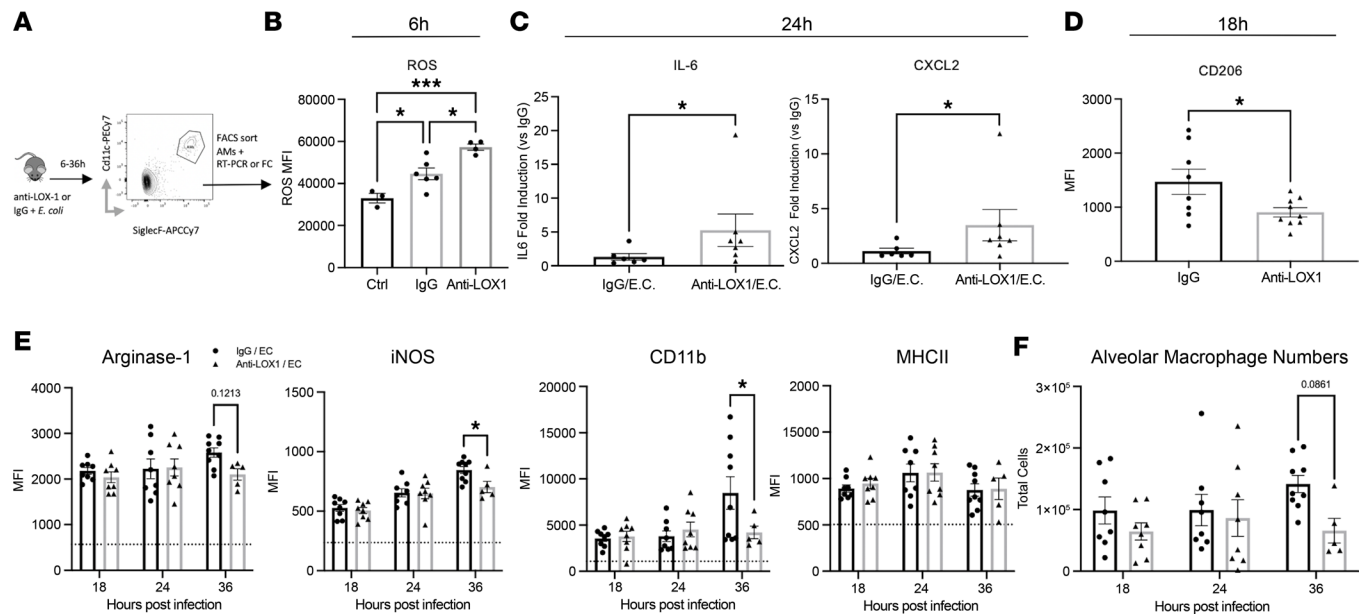 A
6-36h
anti-LOX-1 or
IgG + E. coli
Cd11c-PECy7
SiglecF-APCCy7
FACS sort
AMs +
RT-PCR or FC
B
6h
ROS
***
*
*
ROS MFI
80000
60000
40000
20000
0
Ctrl
IgG
Anti-LOX1
C
24h
IL-6
*
IL6 Fold Induction (vs IgG)
25
20
15
10
5
0
IgG/E.C.
Anti-LOX1/E.C.
CXCL2
*
CXCL2 Fold Induction (vs IgG)
15
10
5
0
IgG/E.C.
Anti-LOX1/E.C.
D
18h
CD206
*
MFI
3000
2000
1000
0
IgG
Anti-LOX1
E
Arginase-1
IgG / EC
Anti-LOX1 / EC
0.1213
MFI
4000
3000
2000
1000
0
18
24
36
Hours post infection
iNOS
*
MFI
1500
1000
500
0
18
24
36
Hours post infection
CD11b
*
MFI
20000
15000
10000
5000
0
18
24
36
Hours post infection
MHCII
MFI
2000
15000
10000
500
0
18
24
36
Hours post infection
F
Alveolar Macrophage Numbers
0.0861
Total Cells
3×10⁵
2×10⁵
1×10⁵
0
18
24
36
Hours post infection